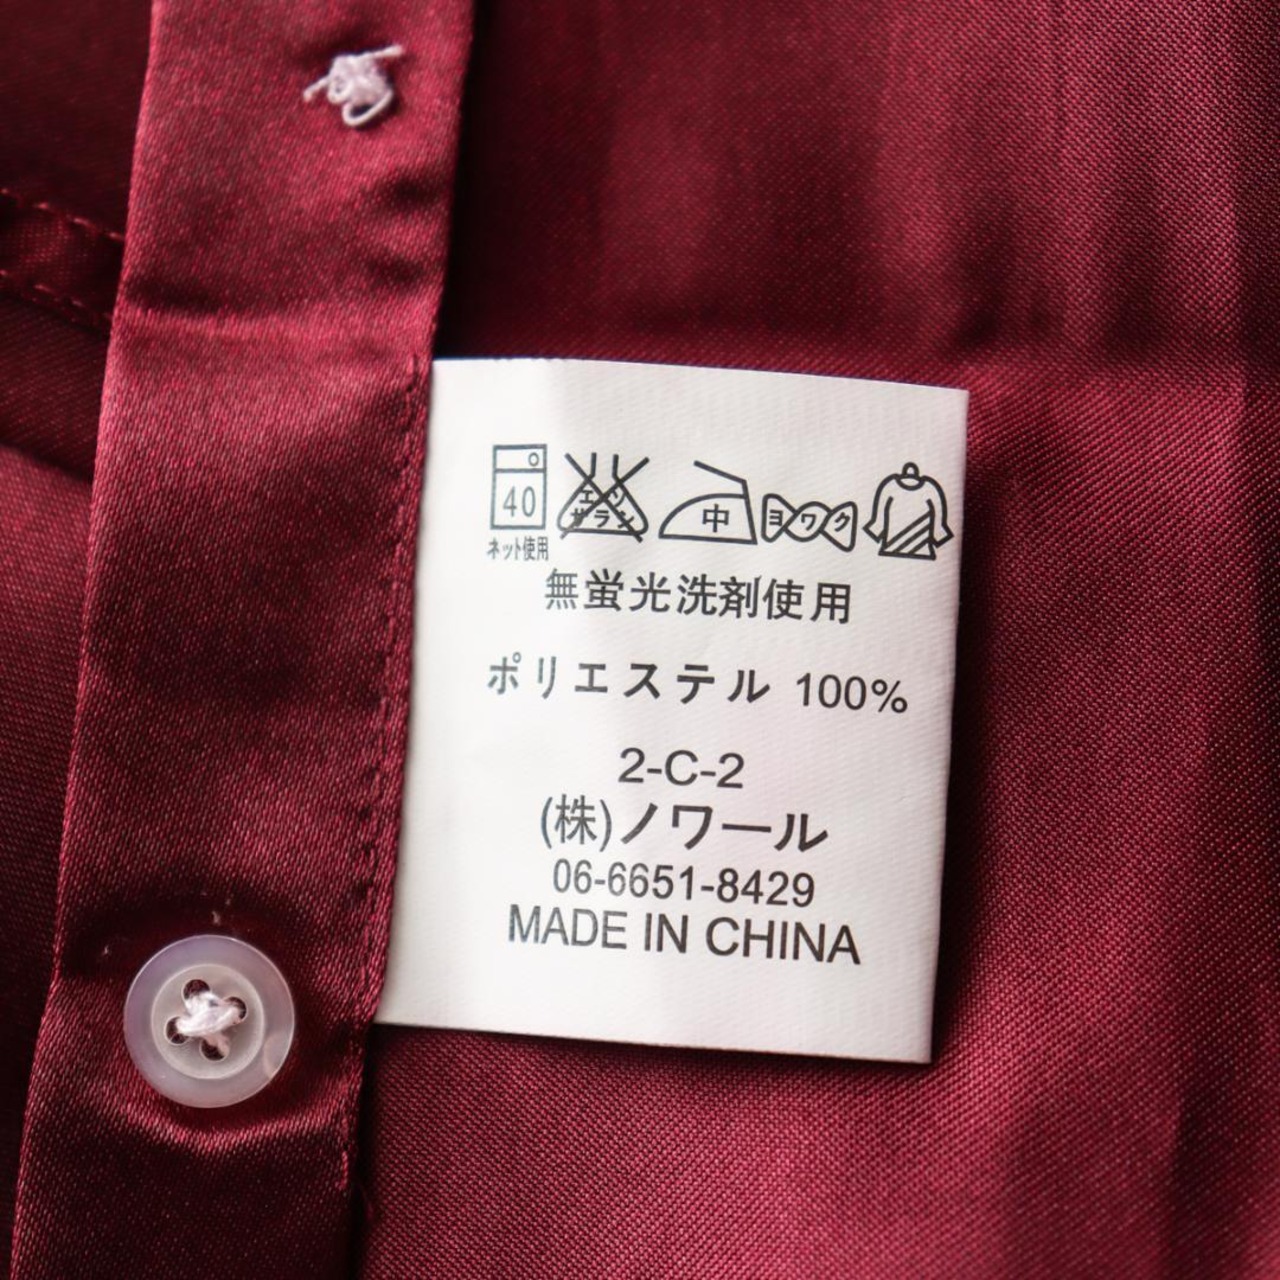 40 エンソ サラシ 中 ヨワク
ネット使用
無蛍光洗剤使用
ポリエステル 100%
2-C-2
(株)ノワール
06-6651-8429
MADE IN CHINA